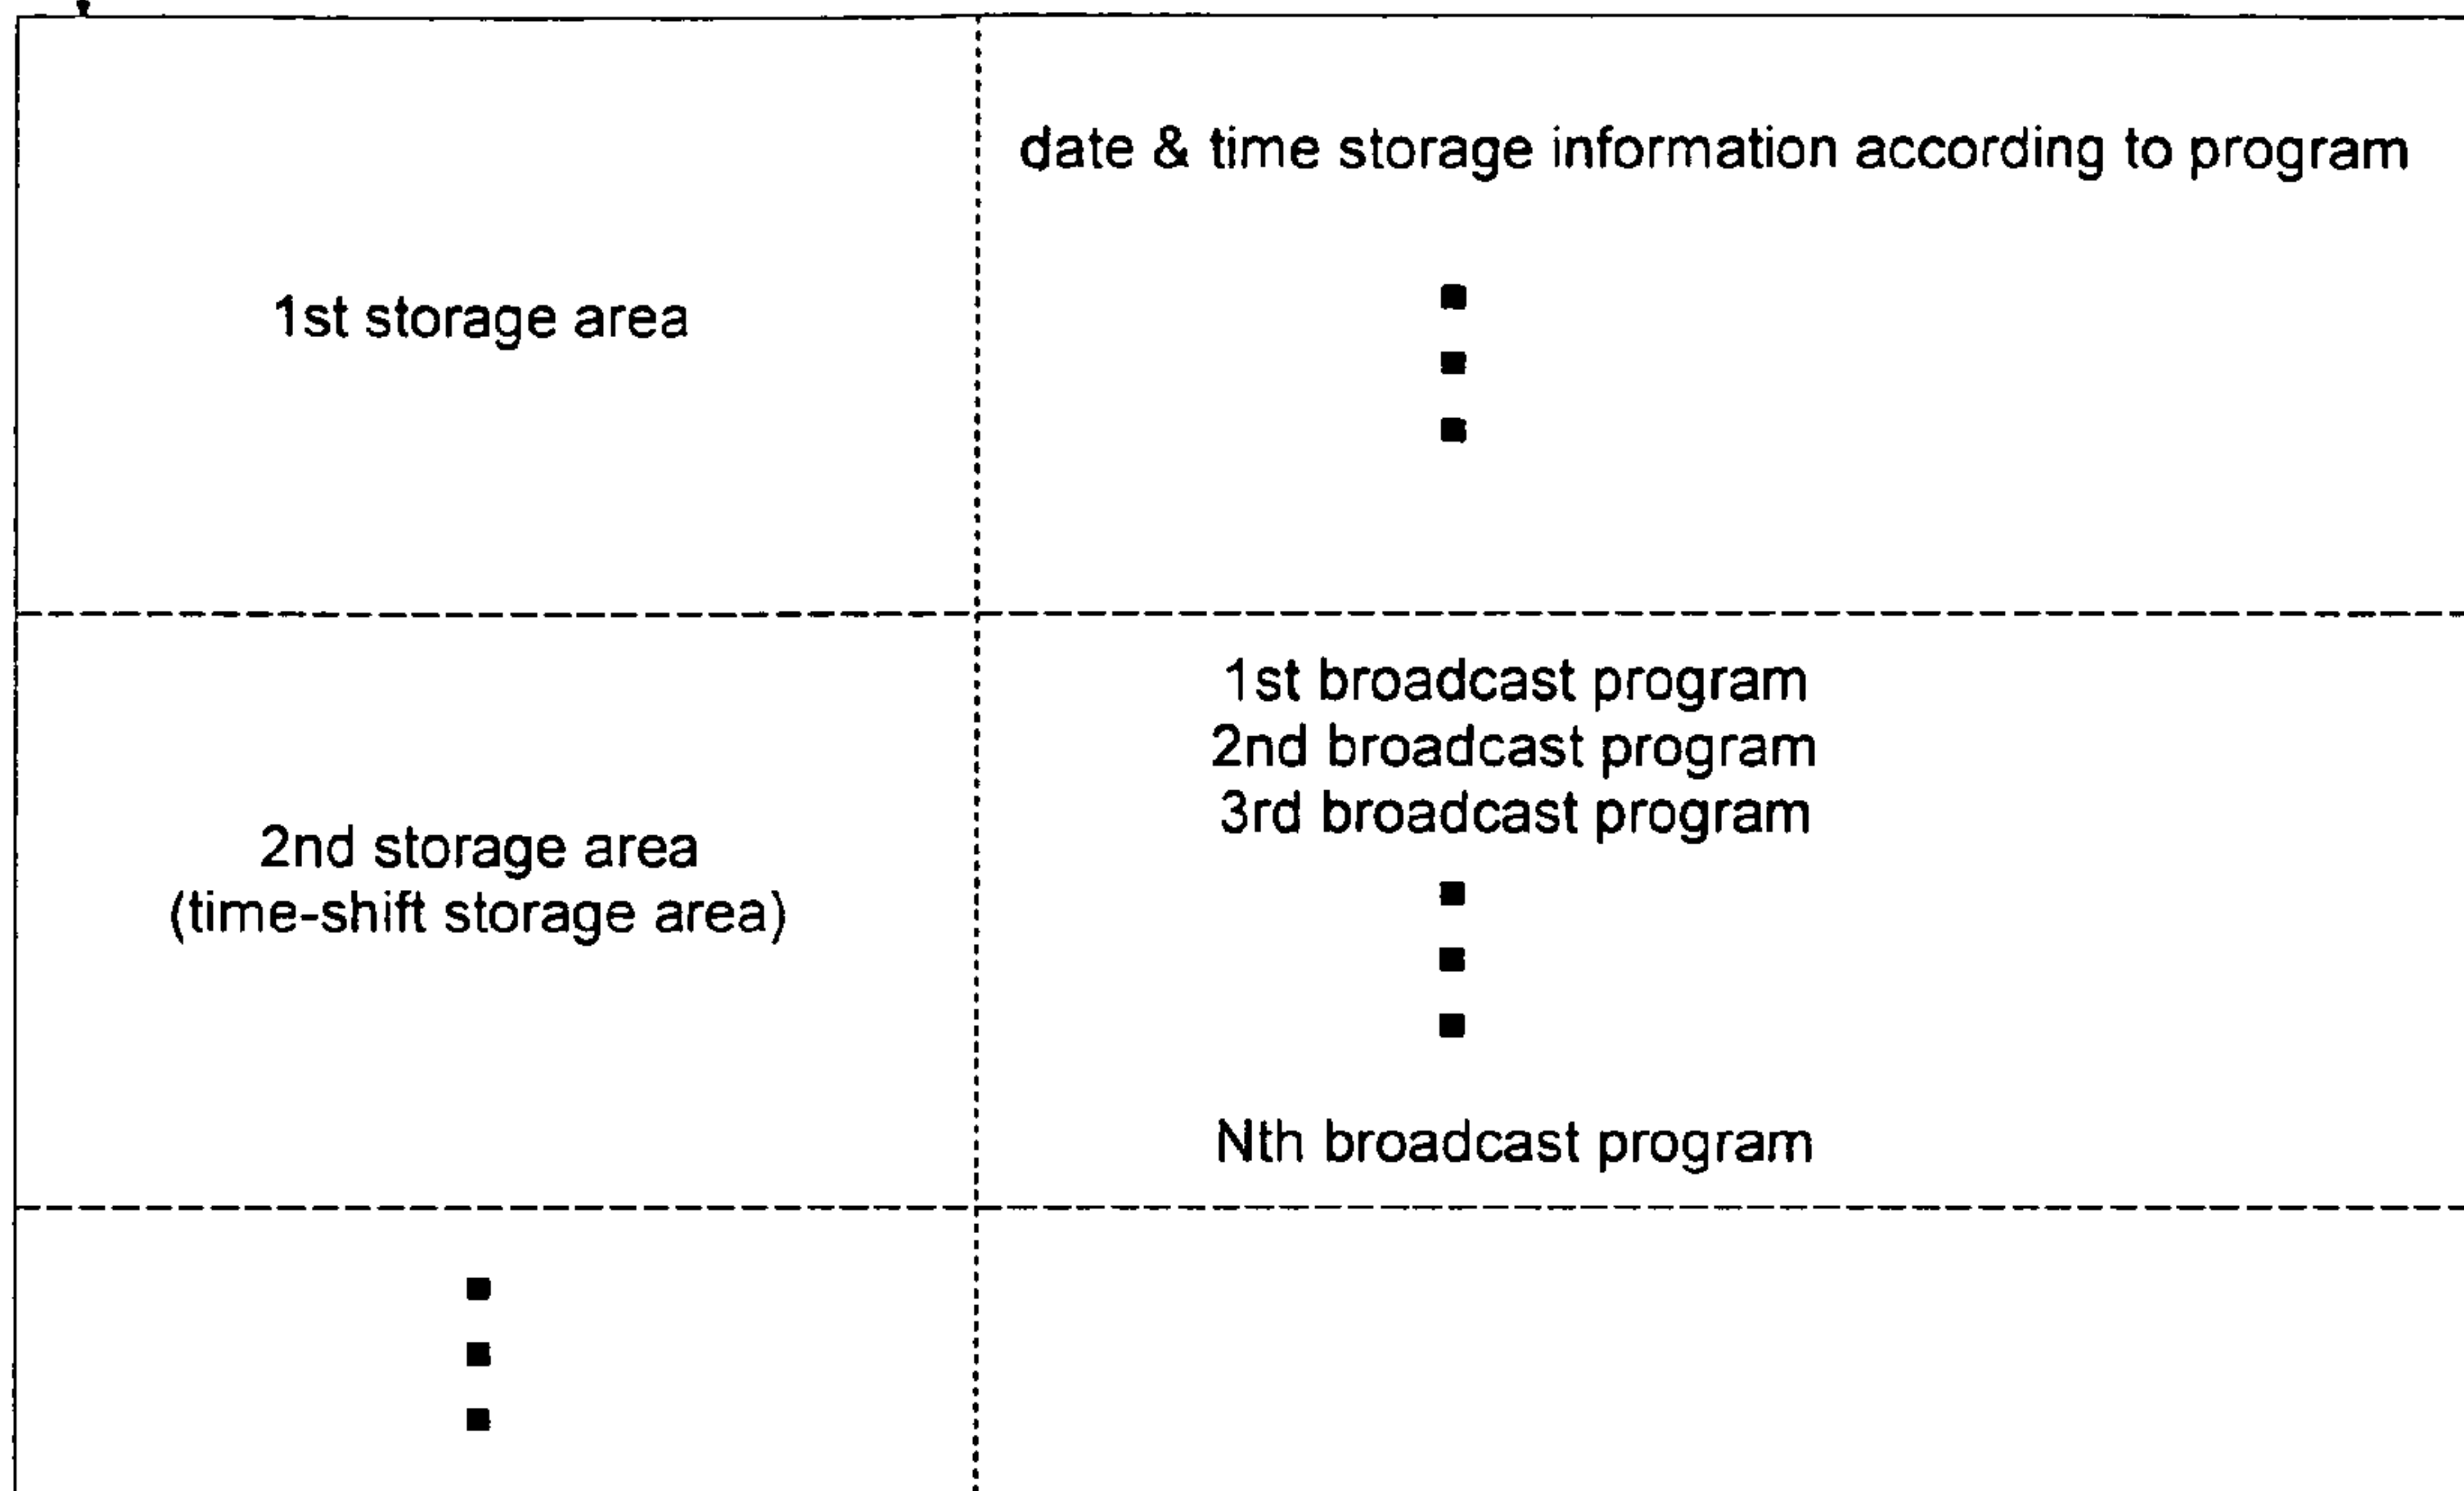 date & time storage information according to program
1st storage area
1st broadcast program
2nd broadcast program
3rd broadcast program
2nd storage area
(time-shift storage area)
Nth broadcast program